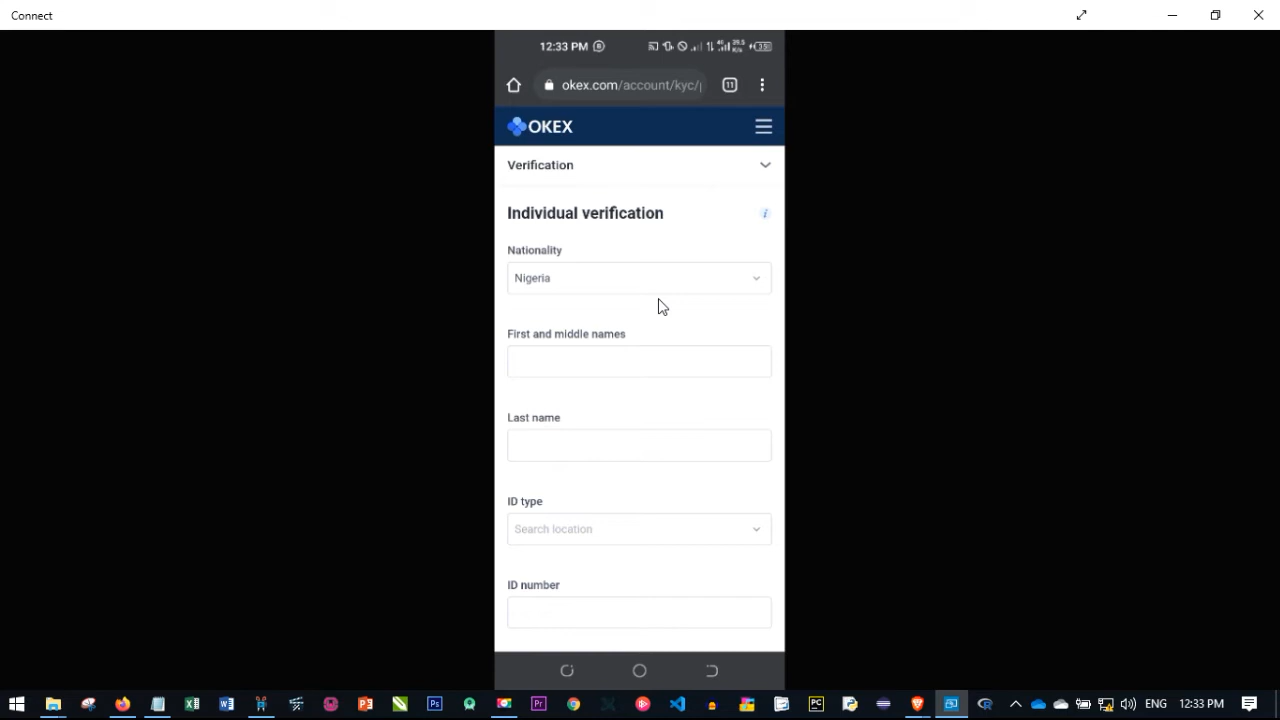 Connect
12:33 PM
okex.com/account/kyc/
11
OKEX
Verification
Individual verification
Nationality
Nigeria
First and middle names
Last name
ID type
Search location
ID number
ENG
12:33 PM